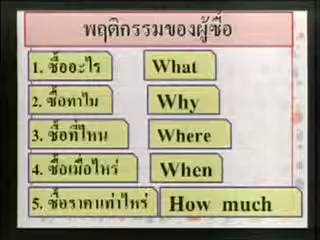 พฤติกรรมของผู้ซื้อ
1. ซื้ออะไร What
2. ซื้อทำไม Why
3. ซื้อที่ไหน Where
4. ซื้อเมื่อไหร่ When
5. ซื้อราคาเท่าไหร่ How much